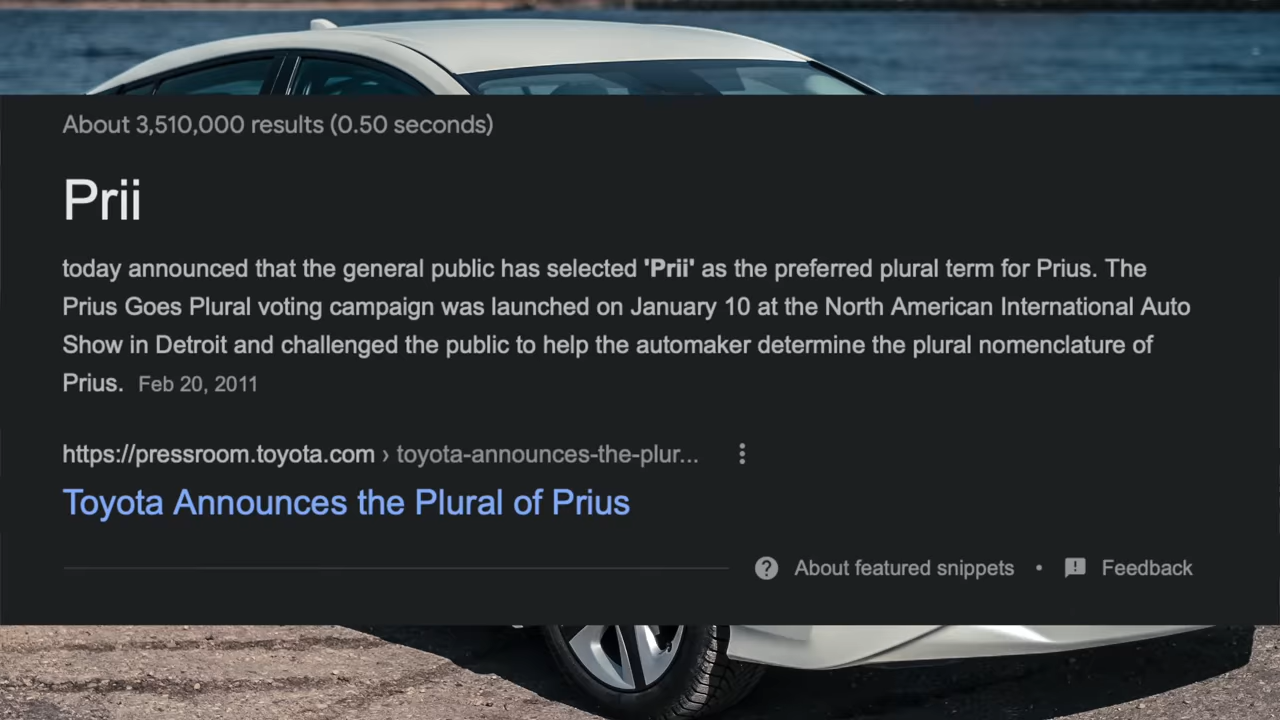 About 3,510,000 results (0.50 seconds)
Prii
today announced that the general public has selected 'Prii' as the preferred plural term for Prius. The
Prius Goes Plural voting campaign was launched on January 10 at the North American International Auto
Show in Detroit and challenged the public to help the automaker determine the plural nomenclature of
Prius. Feb 20, 2011
https://pressroom.toyota.com › toyota-announces-the-plur...
Toyota Announces the Plural of Prius
About featured snippets • Feedback